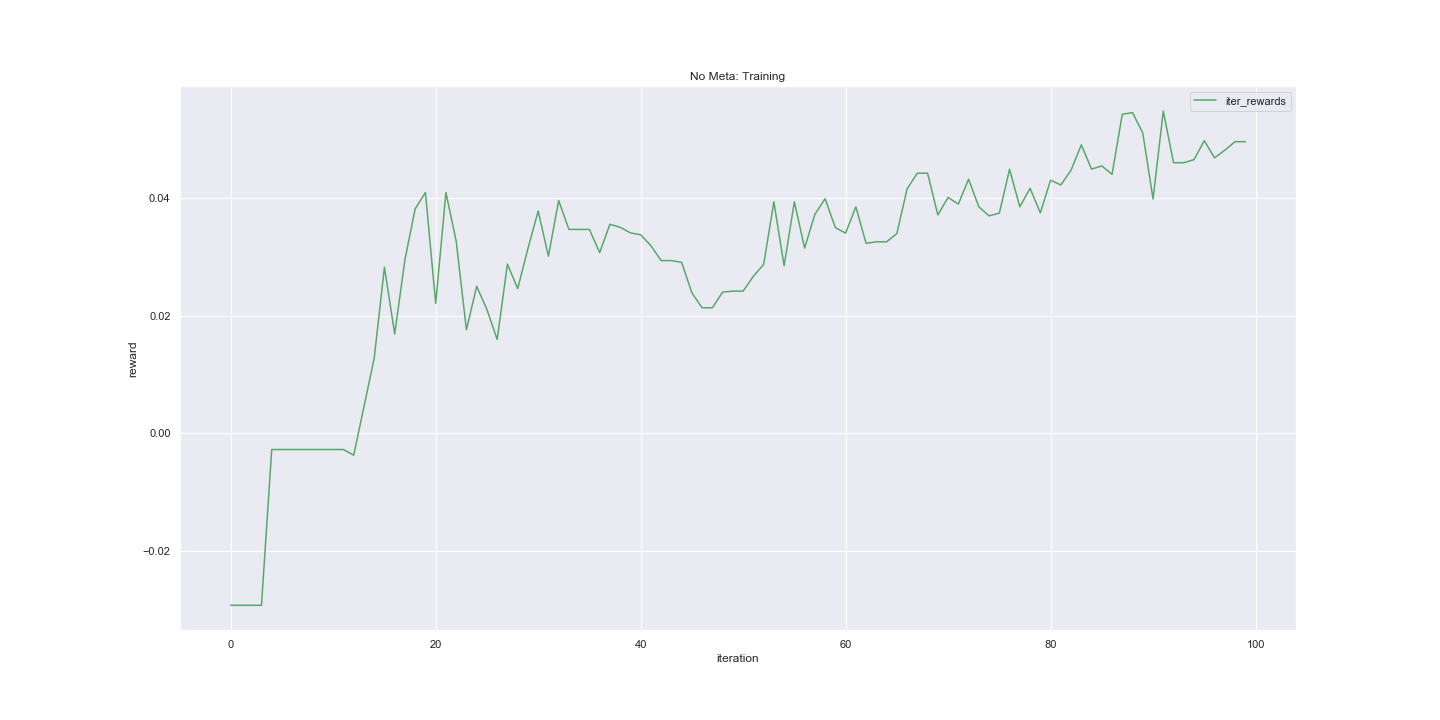 No Meta: Training
iter_rewards
0.04
0.02
0.00
−0.02
reward
0 20 40 60 80 100
iteration